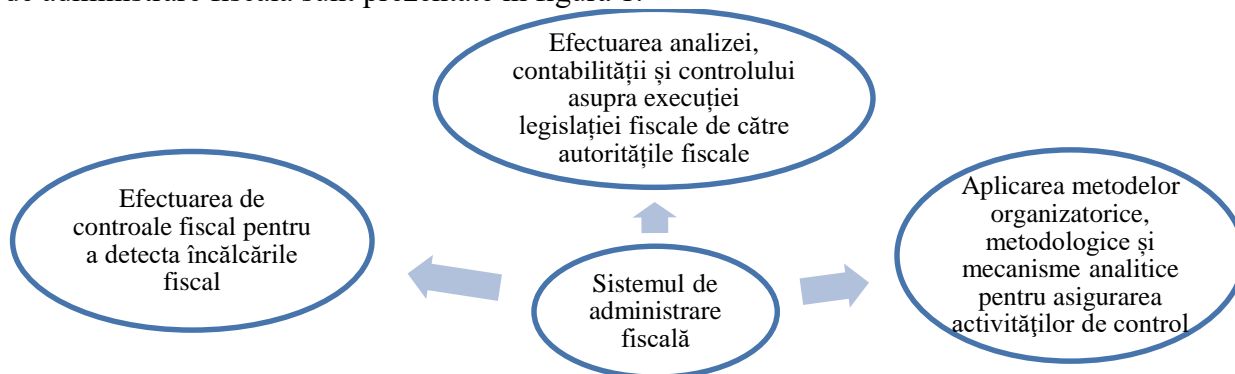 de administrare fiscală sunt prezentate în figura 1.
Efectuarea analizei,
contabilității și controlului
asupra execuției
legislației fiscale de către
autoritățile fiscale
Efectuarea de
controale fiscal pentru
a detecta încălcările
fiscal
Sistemul de
administrare
fiscală
Aplicarea metodelor
organizatorice,
metodologice și
mecanisme analitice
pentru asigurarea
activităţilor de control